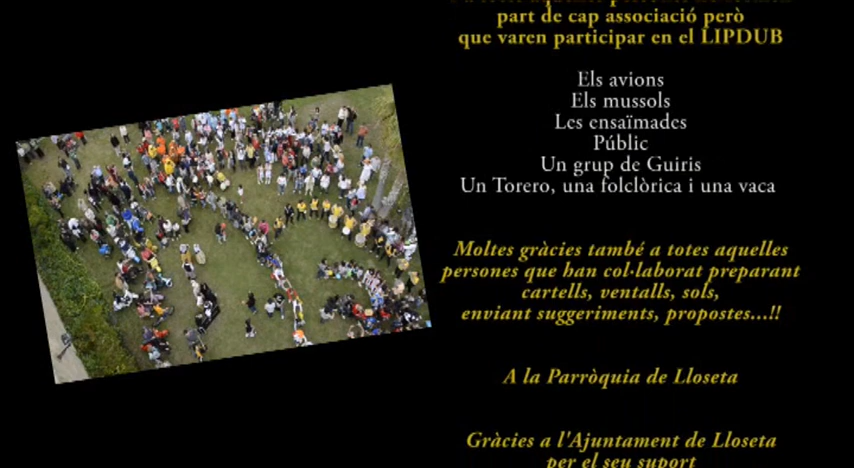 part de cap associació però
que varen participar en el LIPDUB
Els avions
Els mussols
Les ensaïmades
Públic
Un grup de Guiris
Un Torero, una folclòrica i una vaca
Moltes gràcies també a totes aquelles
persones que han col·laborat preparant
cartells, ventalls, sols,
enviant suggeriments, propostes...!!
A la Parròquia de Lloseta
Gràcies a l'Ajuntament de Lloseta
per el seu suport